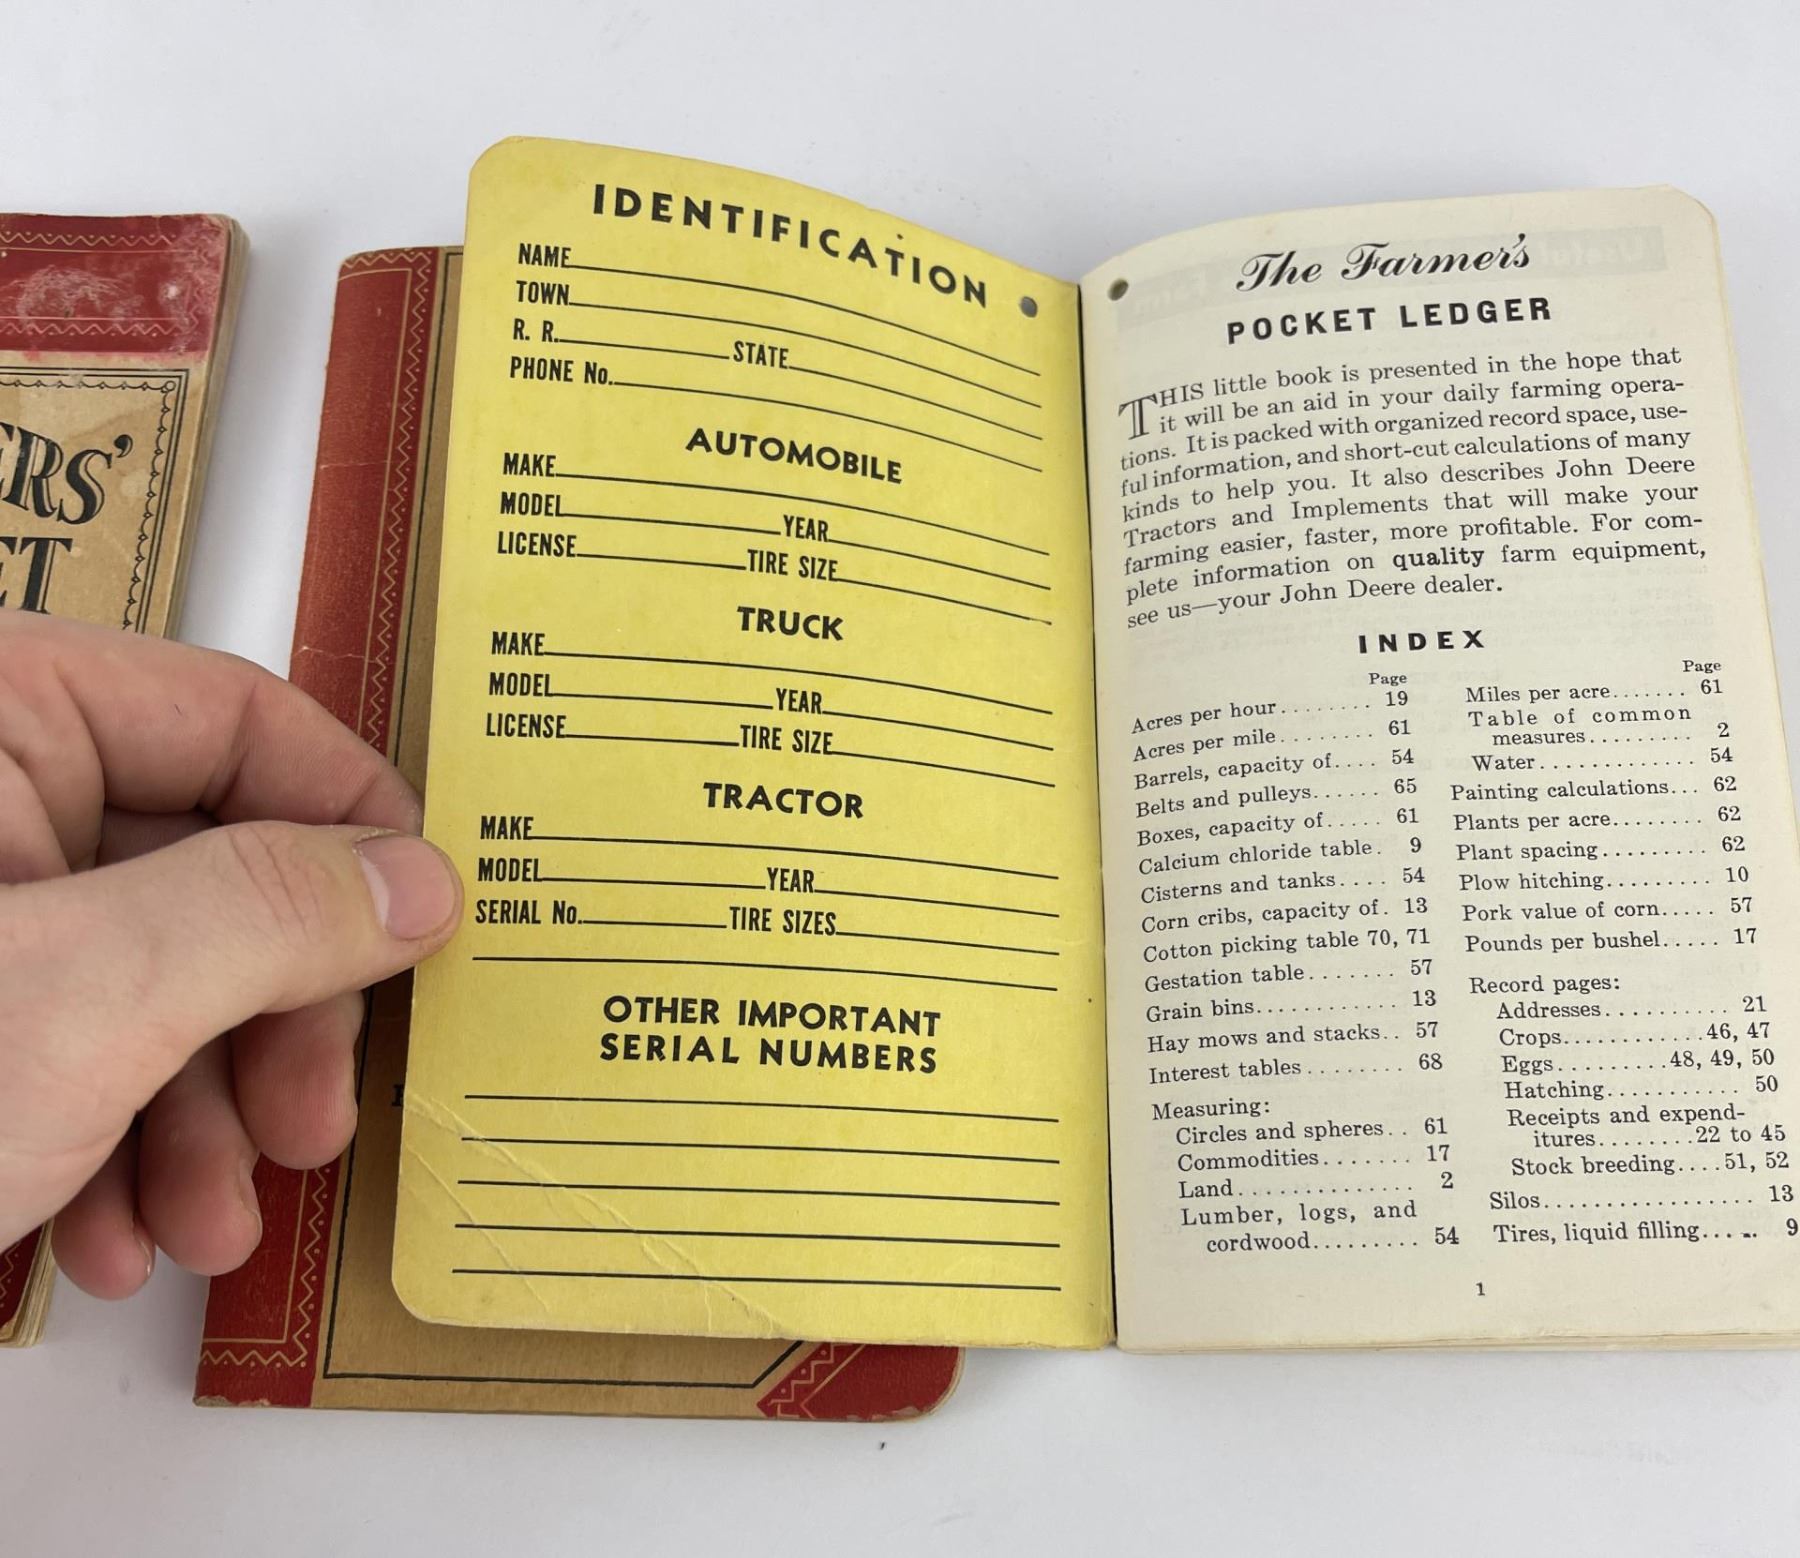 ERS'
ET
IDENTIFICATION
NAME
TOWN
R. R. STATE
PHONE No.
AUTOMOBILE
MAKE
MODEL YEAR
LICENSE TIRE SIZE
TRUCK
MAKE
MODEL YEAR
LICENSE TIRE SIZE
TRACTOR
MAKE
MODEL YEAR
SERIAL No. TIRE SIZES
OTHER IMPORTANT
SERIAL NUMBERS
The Farmer's
POCKET LEDGER
THIS little book is presented in the hope that
it will be an aid in your daily farming opera-
tions. It is packed with organized record space, use-
ful information, and short-cut calculations of many
kinds to help you. It also describes John Deere
Tractors and Implements that will make your
farming easier, faster, more profitable. For com-
plete information on quality farm equipment,
see us—your John Deere dealer.
INDEX
Page
Acres per hour........ 19
Acres per mile........ 61
Barrels, capacity of.... 54
Belts and pulleys...... 65
Boxes, capacity of..... 61
Calcium chloride table. 9
Cisterns and tanks.... 54
Corn cribs, capacity of. 13
Cotton picking table 70, 71
Gestation table....... 57
Grain bins............ 13
Hay mows and stacks.. 57
Interest tables........ 68
Measuring:
Circles and spheres.. 61
Commodities....... 17
Land.............. 2
Lumber, logs, and
cordwood......... 54
Page
Miles per acre....... 61
Table of common
measures......... 2
Water............. 54
Painting calculations... 62
Plants per acre........ 62
Plant spacing......... 62
Plow hitching......... 10
Pork value of corn..... 57
Pounds per bushel..... 17
Record pages:
Addresses.......... 21
Crops............46, 47
Eggs.........48, 49, 50
Hatching........... 50
Receipts and expend-
itures........22 to 45
Stock breeding....51, 52
Silos................. 13
Tires, liquid filling..... 9
1